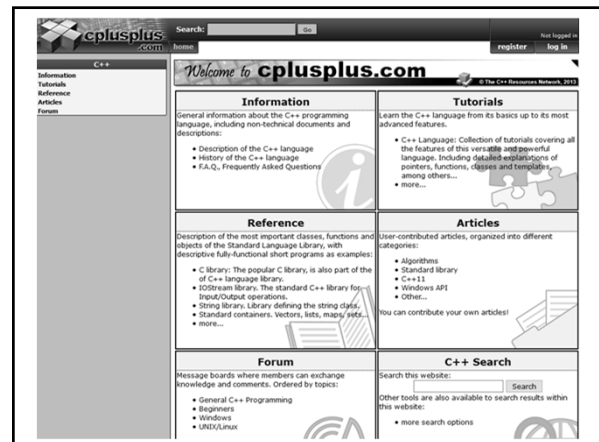 cplusplus
.com
Search:
Go
Not logged in
home
register
log in
C++
Information
Tutorials
Reference
Articles
Forum
Welcome to cplusplus.com
© The C++ Resources Network, 2013
Information
General information about the C++ programming
language, including non-technical documents and
descriptions:
• Description of the C++ language
• History of the C++ language
• F.A.Q., Frequently Asked Questions
Tutorials
Learn the C++ language from its basics up to its most
advanced features.
• C++ Language: Collection of tutorials covering all
the features of this versatile and powerful
language. Including detailed explanations of
pointers, functions, classes and templates,
among others...
• more...
Reference
Description of the most important classes, functions and
objects of the Standard Language Library, with
descriptive fully-functional short programs as examples:
• C library: The popular C library, is also part of the
of C++ language library.
• IOStream library. The standard C++ library for
Input/Output operations.
• String library. Library defining the string class.
• Standard containers. Vectors, lists, maps, sets...
• more...
Articles
User-contributed articles, organized into different
categories:
• Algorithms
• Standard library
• C++11
• Windows API
• Other...
You can contribute your own articles!
Forum
Message boards where members can exchange
knowledge and comments. Ordered by topics:
• General C++ Programming
• Beginners
• Windows
• UNIX/Linux
C++ Search
Search this website:
Search
Other tools are also available to search results within
this website:
• more search options